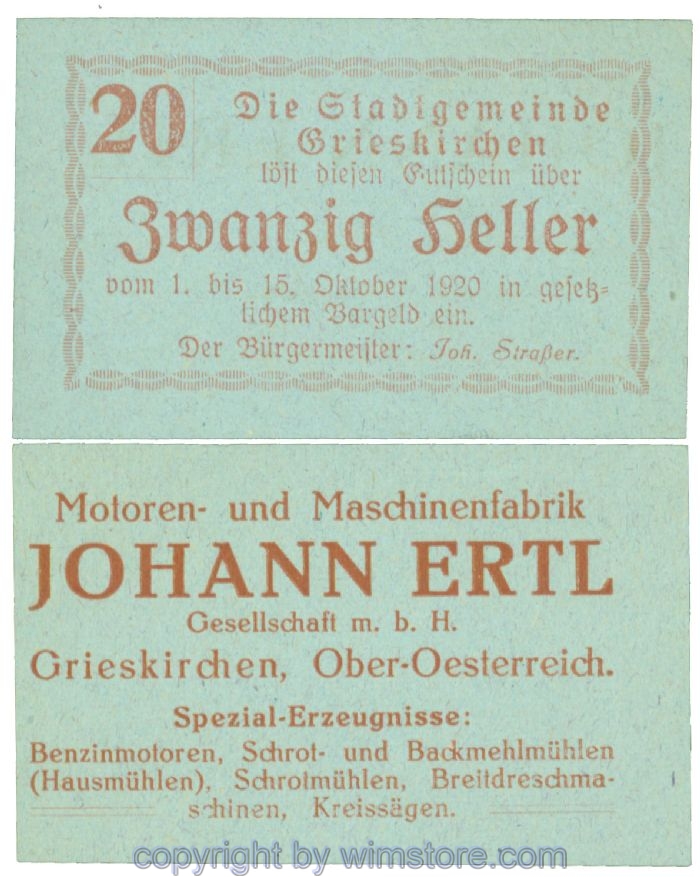 20
Die Stadtgemeinde
Grieskirchen
löst diesen Gutschein über
Zwanzig Heller
vom 1. bis 15. Oktober 1920 in gesetz-
lichem Bargeld ein.
Der Bürgermeister: Joh. Straßer.
Motoren- und Maschinenfabrik
JOHANN ERTL
Gesellschaft m. b. H.
Grieskirchen, Ober-Oesterreich.
Spezial-Erzeugnisse:
Benzinmotoren, Schrot- und Backmehlmühlen
(Hausmühlen), Schrotmühlen, Breitdreschma-
schinen, Kreissägen.
copyright by wimstore.com